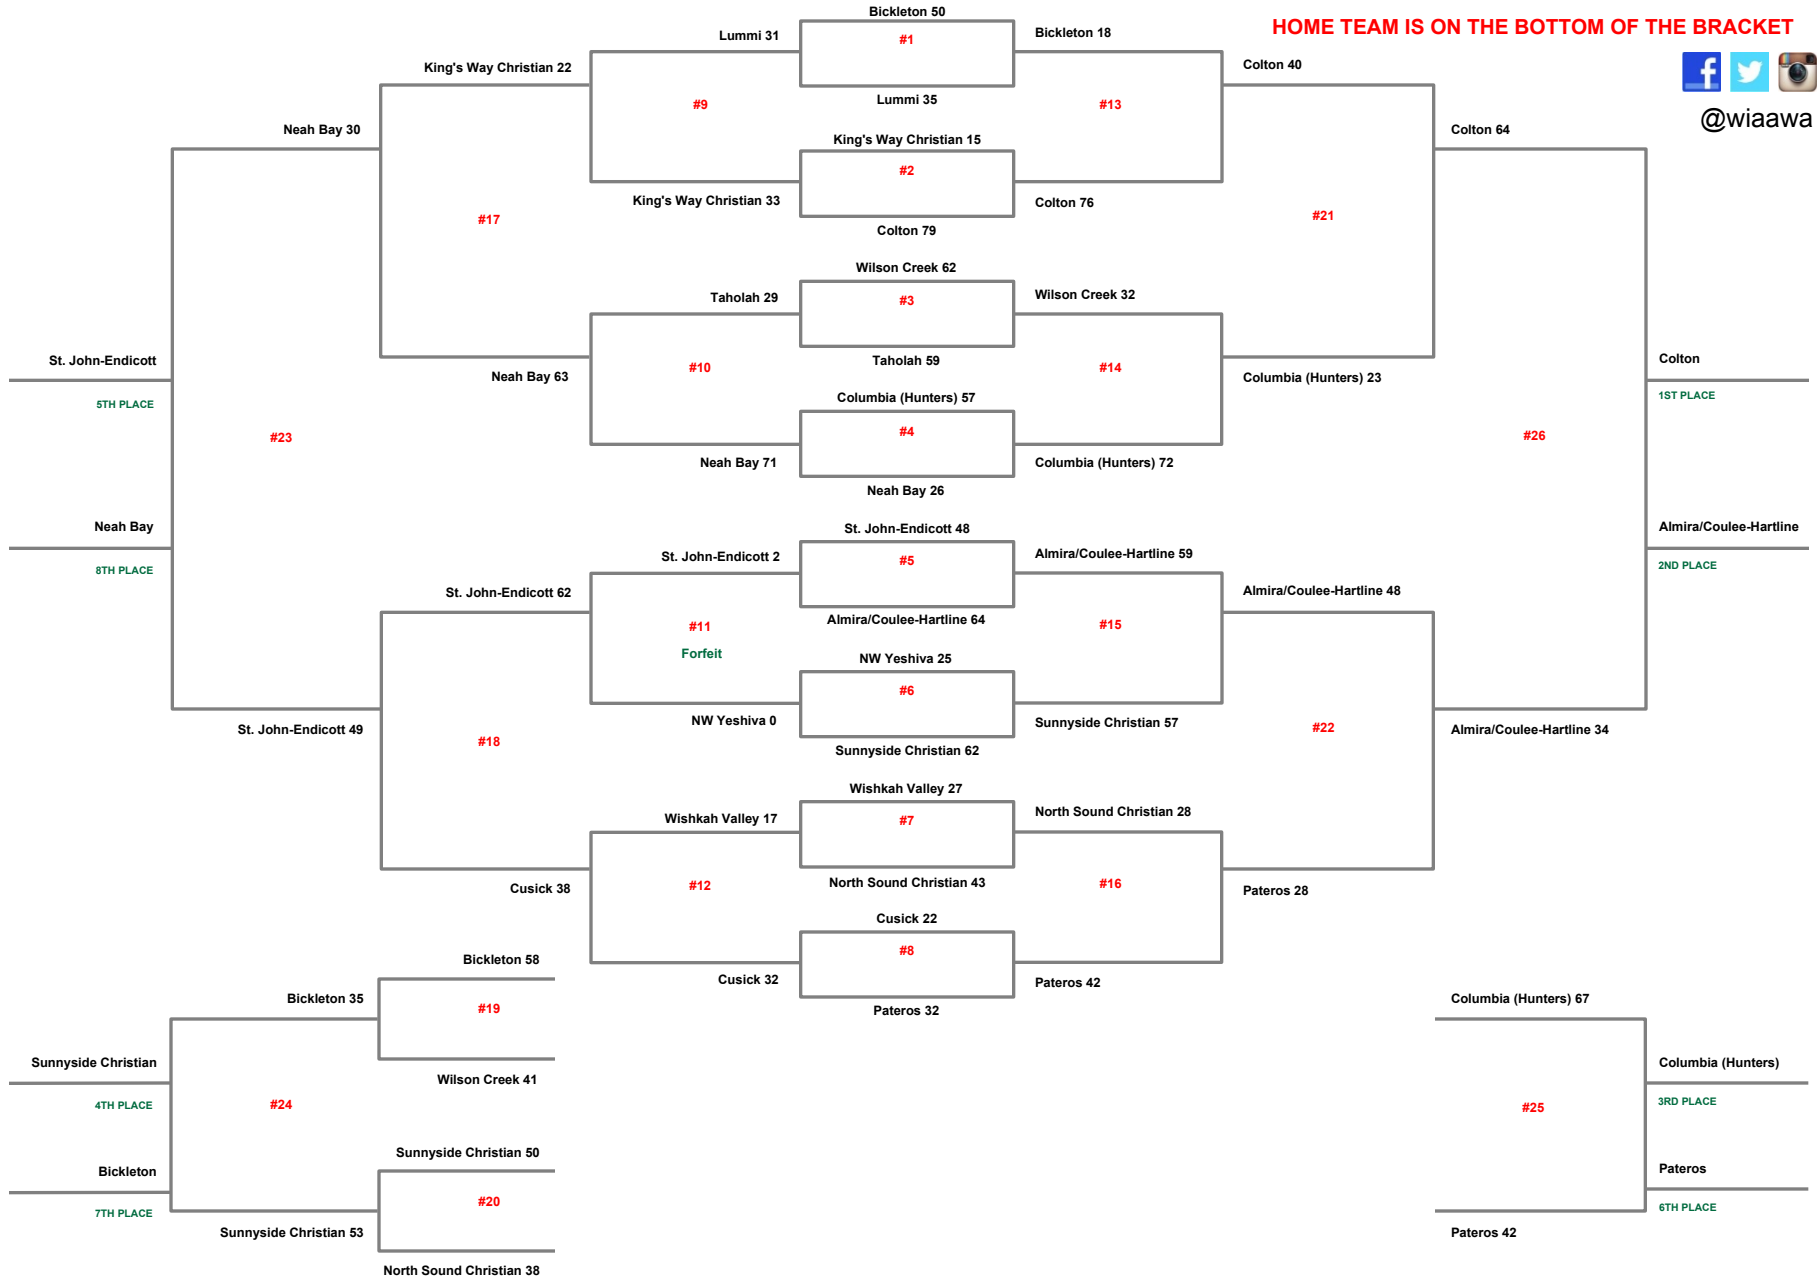 Bickleton 50
HOME TEAM IS ON THE BOTTOM OF THE BRACKET
Lummi 31
#1
Bickleton 18
King's Way Christian 22
Colton 40
Lummi 35
#9
#13
@wiaawa
Neah Bay 30
King's Way Christian 15
Colton 64
#2
King's Way Christian 33
Colton 76
#17
#21
Colton 79
Wilson Creek 62
Taholah 29
#3
Wilson Creek 32
St. John-Endicott
Taholah 59
Colton
#10
#14
Neah Bay 63
Columbia (Hunters) 23
5TH PLACE
1ST PLACE
Columbia (Hunters) 57
#23
#4
#26
Neah Bay 71
Columbia (Hunters) 72
Neah Bay 26
Neah Bay
St. John-Endicott 48
Almira/Coulee-Hartline
St. John-Endicott 2
#5
Almira/Coulee-Hartline 59
8TH PLACE
2ND PLACE
St. John-Endicott 62
Almira/Coulee-Hartline 48
Almira/Coulee-Hartline 64
#11
#15
Forfeit
NW Yeshiva 25
#6
NW Yeshiva 0
Sunnyside Christian 57
St. John-Endicott 49
#18
#22
Almira/Coulee-Hartline 34
Sunnyside Christian 62
Wishkah Valley 27
Wishkah Valley 17
#7
North Sound Christian 28
Cusick 38
#12
North Sound Christian 43
#16
Pateros 28
Cusick 22
#8
Bickleton 58
Cusick 32
Pateros 42
Bickleton 35
#19
Pateros 32
Columbia (Hunters) 67
Sunnyside Christian
Wilson Creek 41
Columbia (Hunters)
4TH PLACE
#24
#25
3RD PLACE
Sunnyside Christian 50
Bickleton
Pateros
#20
7TH PLACE
6TH PLACE
Sunnyside Christian 53
Pateros 42
North Sound Christian 38